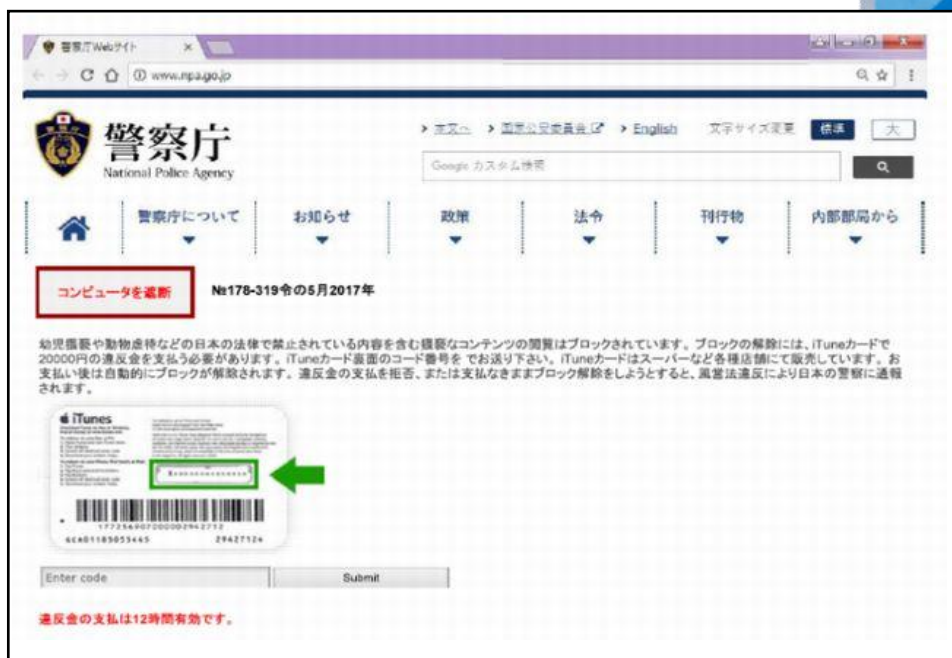 警察庁Webサイト
www.npa.go.jp
警察庁
National Police Agency
本文へ 国家公安委員会 English 文字サイズ変更 標準 大
Google カスタム検索
警察庁について お知らせ 政策 法令 刊行物 内部部局から
コンピュータを遮断 №178-319令の5月2017年
幼児猥褻や動物虐待などの日本の法律で禁止されている内容を含む猥褻なコンテンツの閲覧はブロックされています。ブロックの解除には、iTuneカードで
20000円の違反金を支払う必要があります。iTuneカード裏面のコード番号を でお送り下さい。iTuneカードはスーパーなど各種店舗にて販売しています。お
支払い後は自動的にブロックが解除されます。違反金の支払を拒否、または支払なきままブロック解除をしようとすると、風営法違反により日本の警察に通報
されます。
iTunes
29427124
Enter code Submit
違反金の支払は12時間有効です。